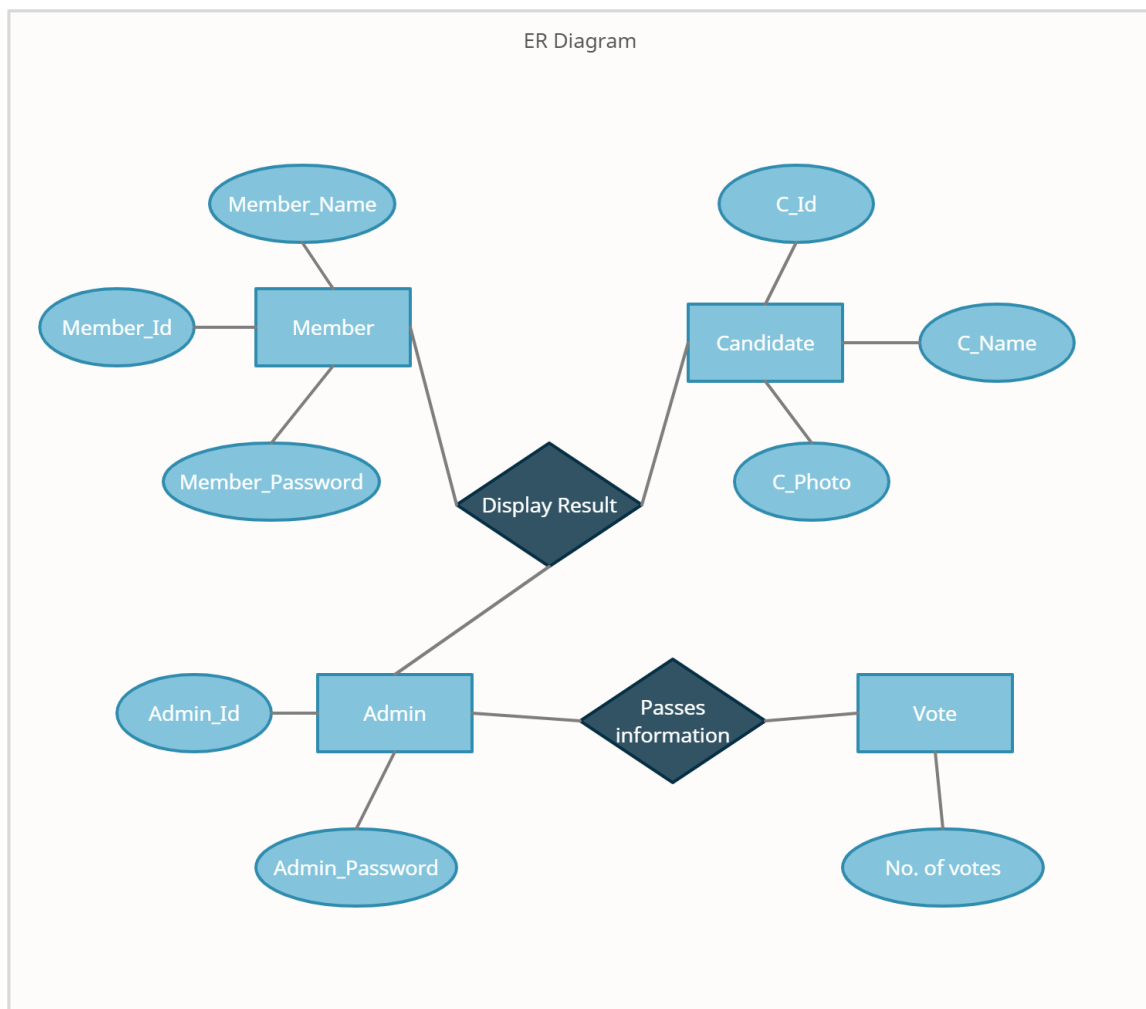 ER Diagram
Member_Name
C_Id
Member_Id
Member
Candidate
C_Name
Member_Password
C_Photo
Display Result
Admin_Id
Admin
Passes
information
Vote
Admin_Password
No. of votes